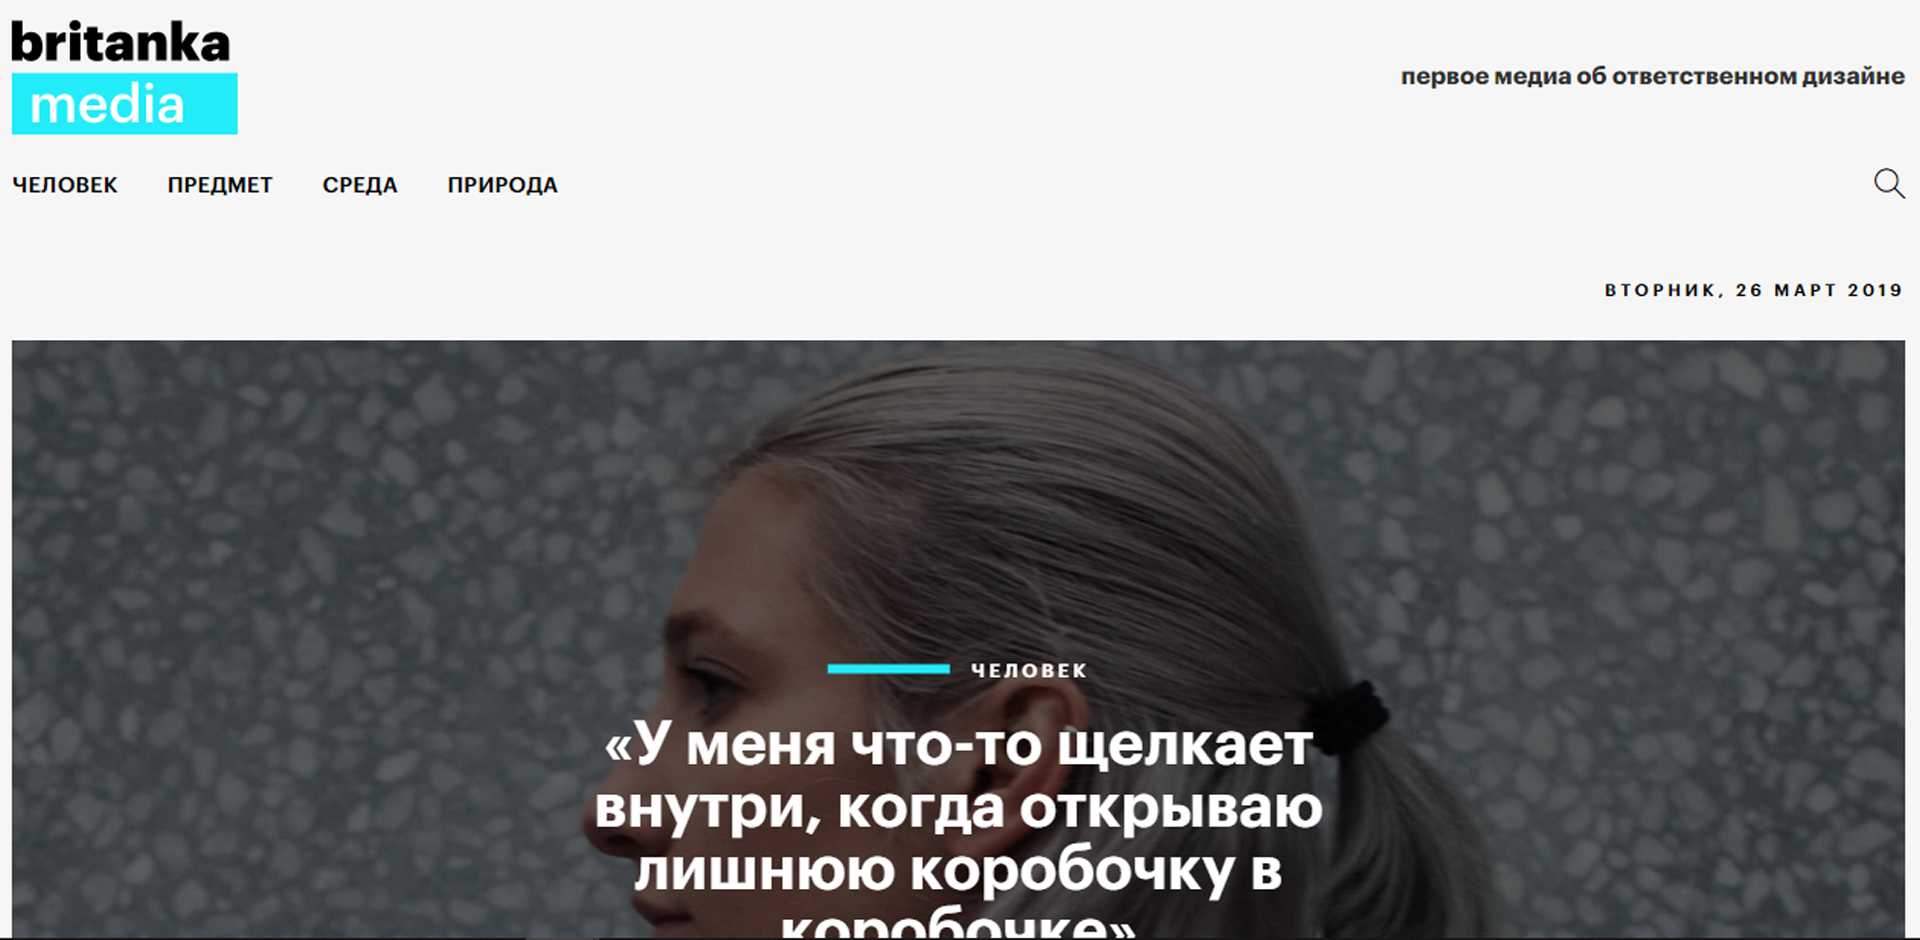 britanka
media
первое медиа об ответственном дизайне
ЧЕЛОВЕК ПРЕДМЕТ СРЕДА ПРИРОДА
ВТОРНИК, 26 МАРТ 2019
ЧЕЛОВЕК
«У меня что-то щелкает
внутри, когда открываю
лишнюю коробочку в
коробочке»